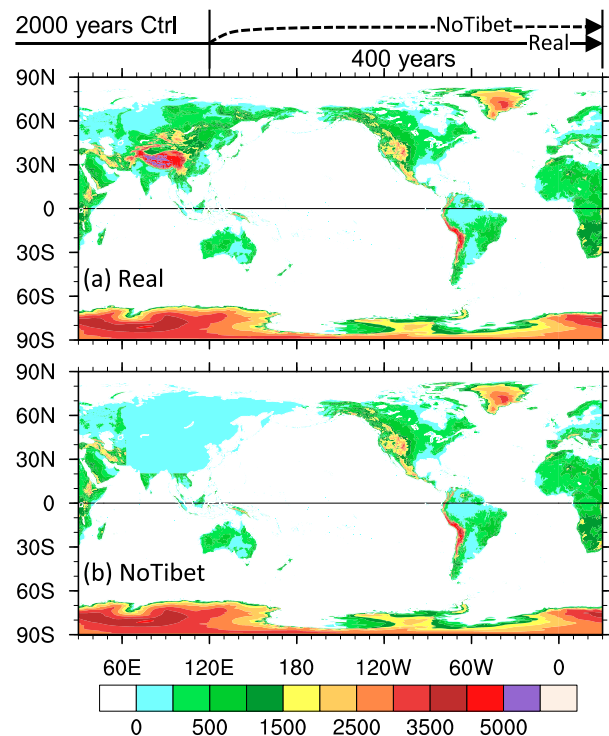 2000 years Ctrl NoTibet Real
400 years
90N
60N
30N
0
30S
60S
90S
(a) Real
90N
60N
30N
0
30S
60S
90S
(b) NoTibet
60E 120E 180 120W 60W 0
0 500 1500 2500 3500 5000